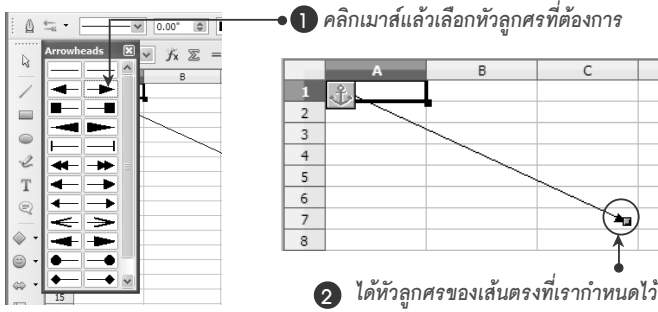 0.00"
❶ คลิกเมาส์แล้วเลือกหัวลูกศรที่ต้องการ
Arrowheads
fx Σ =
B
T
15
A B C
1
2
3
4
5
6
7
8
❷ ได้หัวลูกศรของเส้นตรงที่เรากำหนดไว้